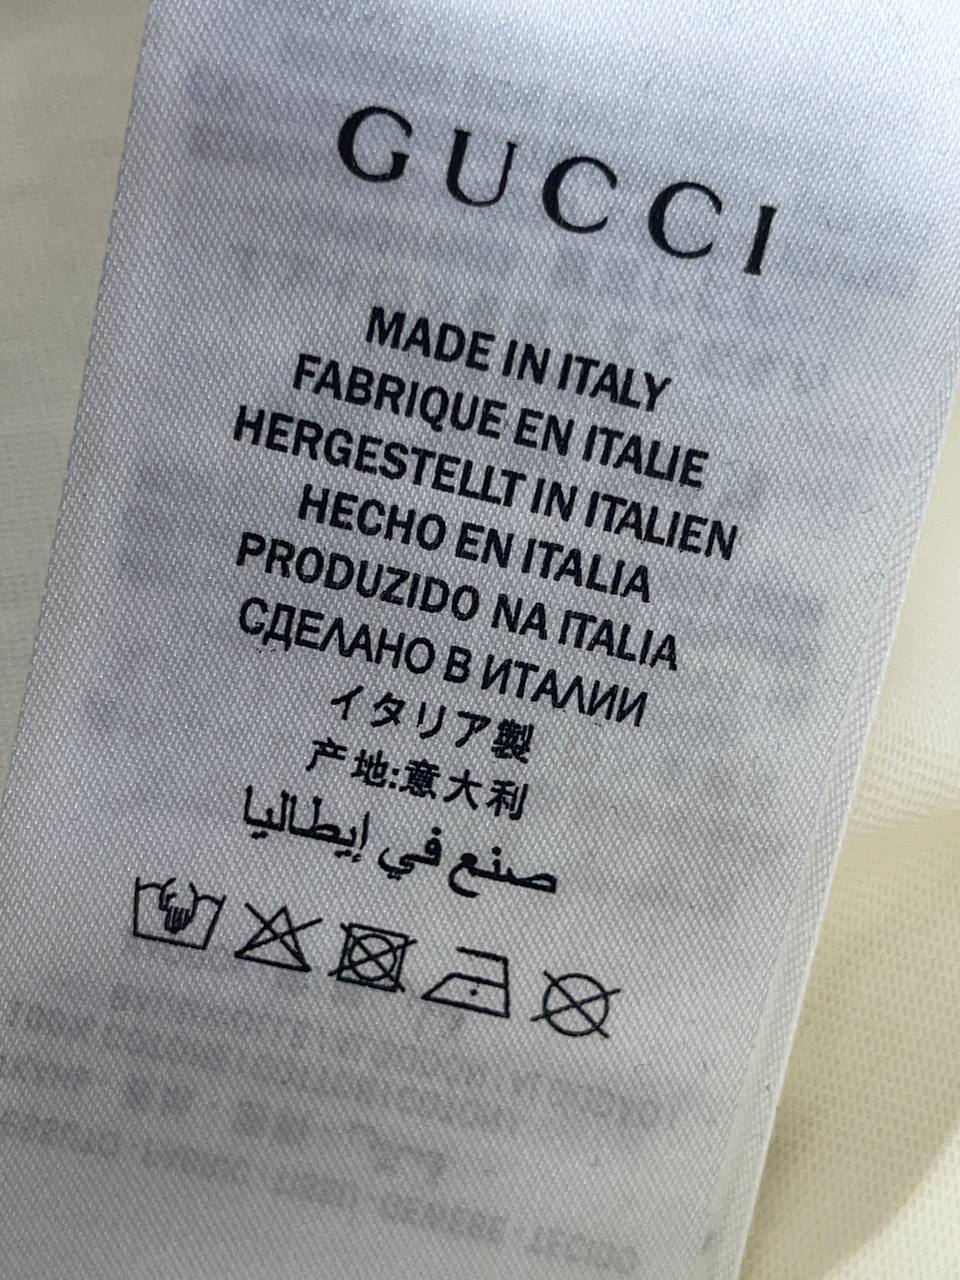 GUCCI
MADE IN ITALY
FABRIQUE EN ITALIE
HERGESTELLT IN ITALIEN
HECHO EN ITALIA
PRODUZIDO NA ITALIA
СДЕЛАНО В ИТАЛИИ
イタリア製
产地:意大利
صنع في إيطاليا